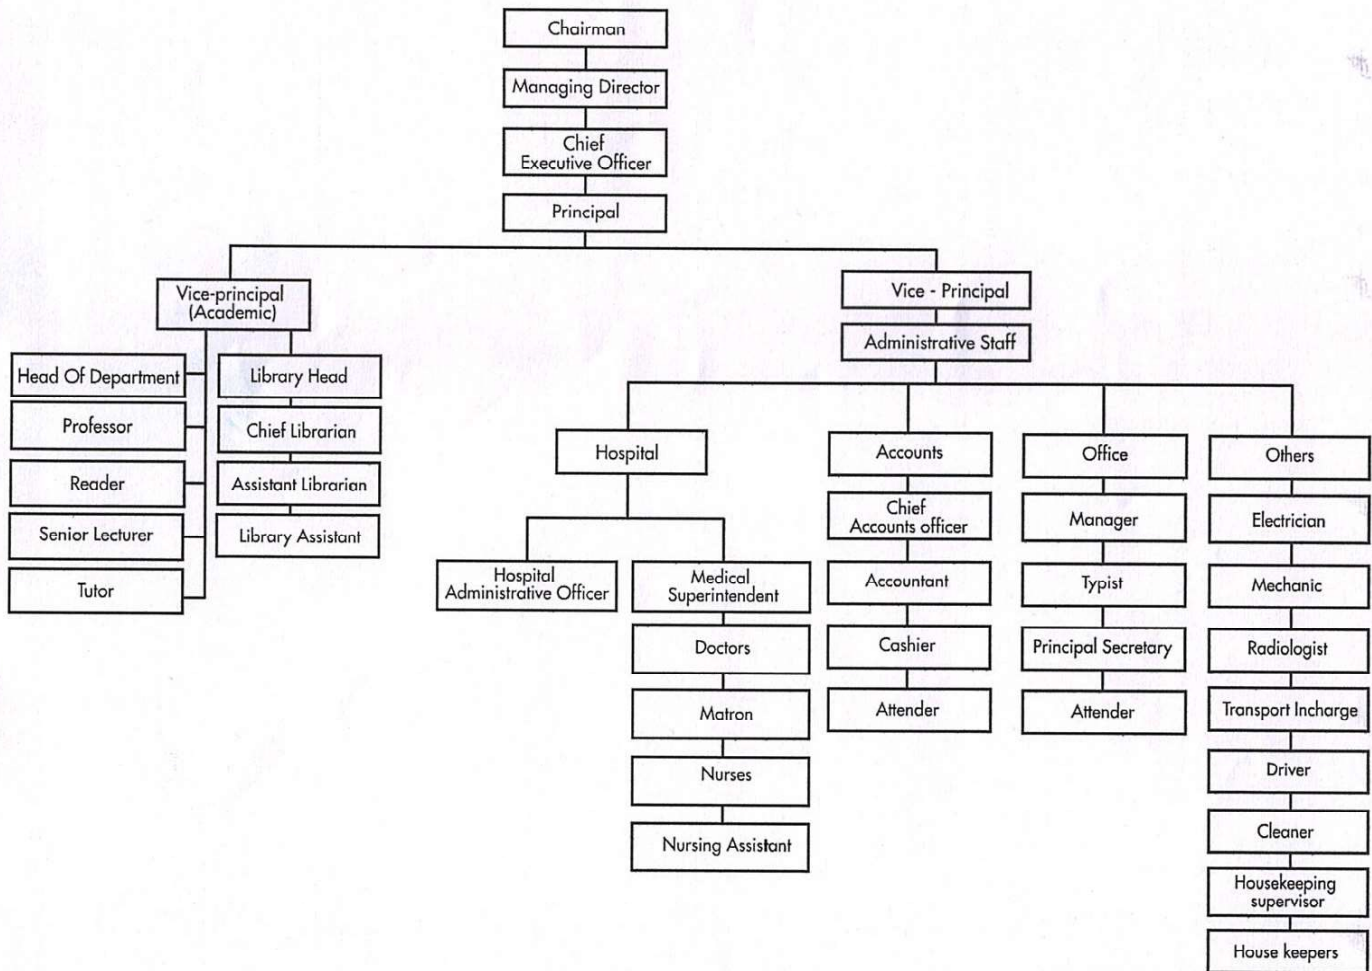 Chairman
Managing Director
Chief
Executive Officer
Principal
Vice-principal
(Academic)
Head Of Department
Professor
Reader
Senior Lecturer
Tutor
Library Head
Chief Librarian
Assistant Librarian
Library Assistant
Vice - Principal
Administrative Staff
Hospital
Hospital
Administrative Officer
Medical
Superintendent
Doctors
Matron
Nurses
Nursing Assistant
Accounts
Chief
Accounts officer
Accountant
Cashier
Attender
Office
Manager
Typist
Principal Secretary
Attender
Others
Electrician
Mechanic
Radiologist
Transport Incharge
Driver
Cleaner
Housekeeping
supervisor
House keepers